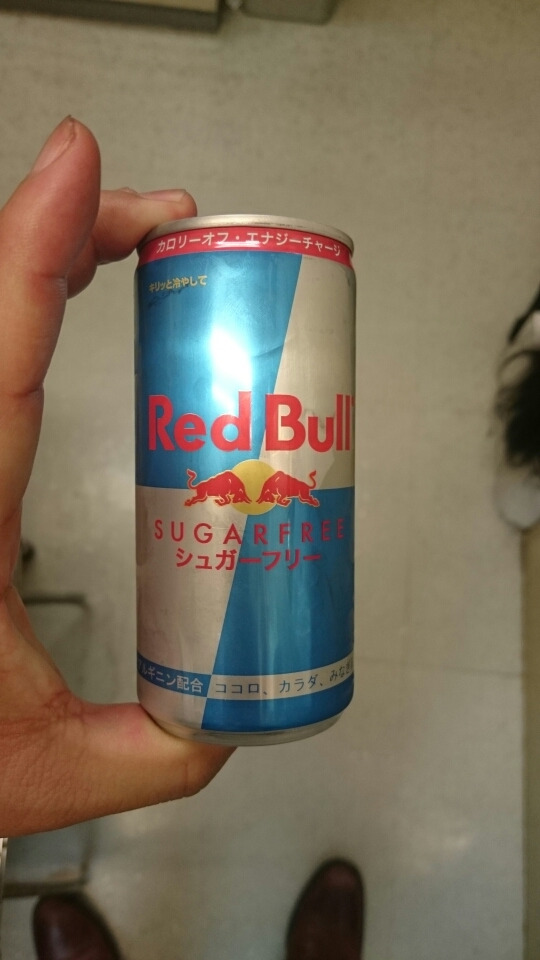 カロリーオフ・エナジーチャージ
キリッと冷やして
Red Bull
SUGARFREE
シュガーフリー
アルギニン配合 ココロ、カラダ、みなぎ